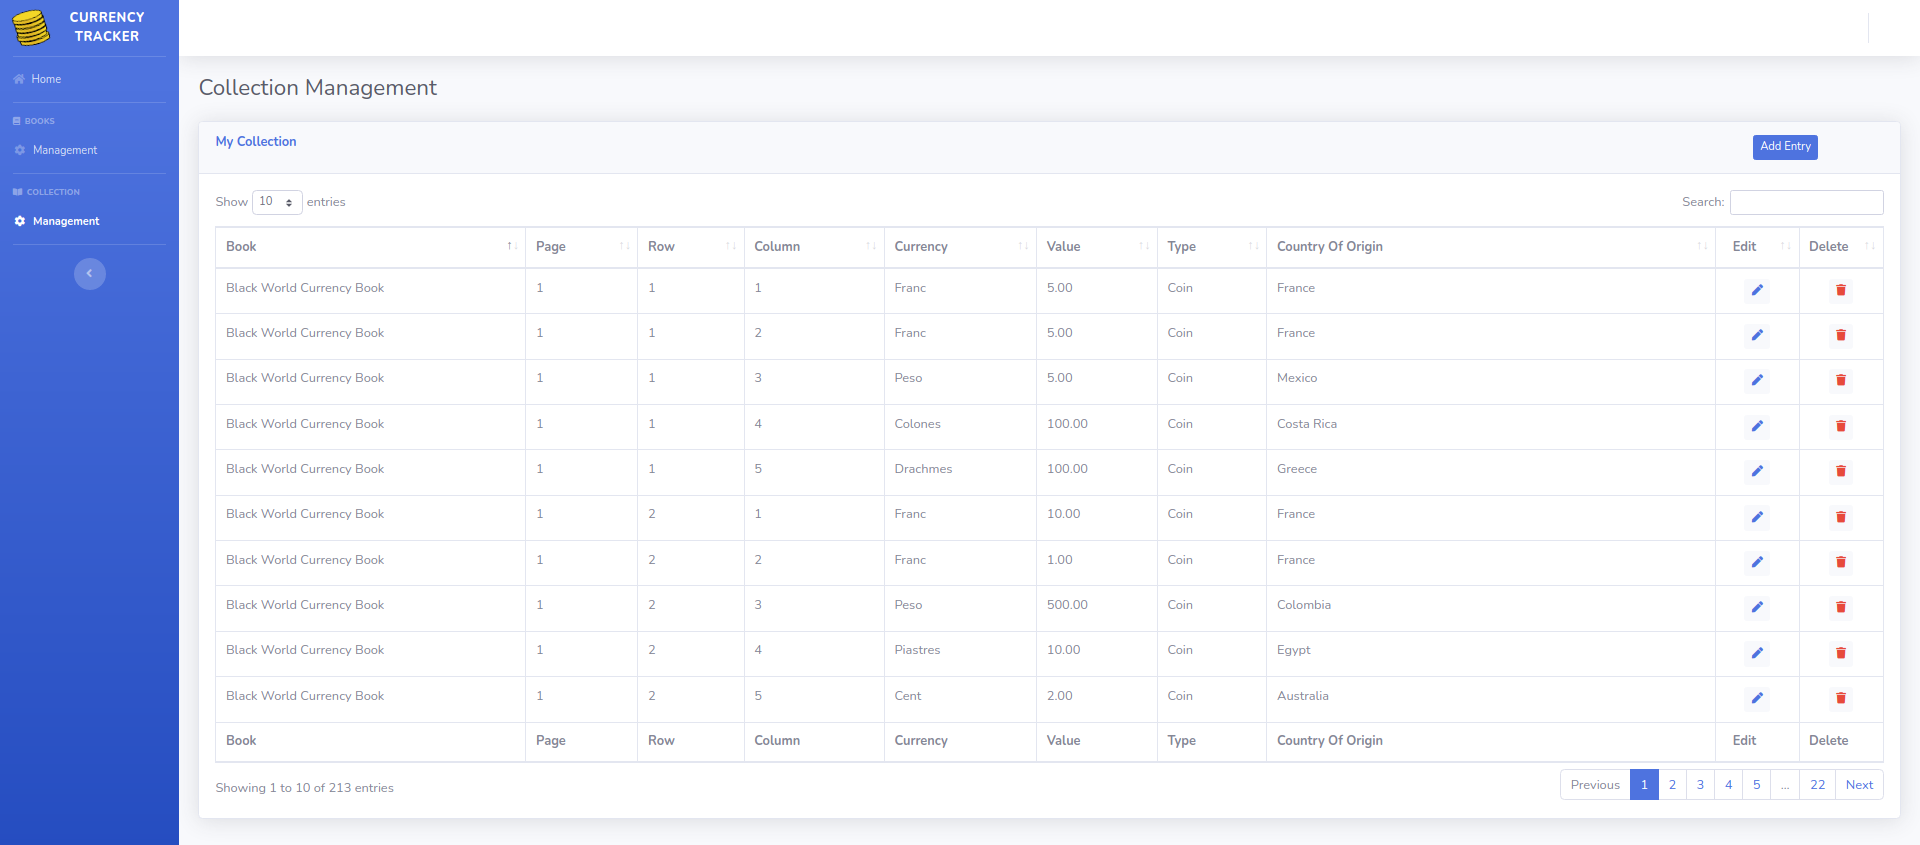 CURRENCY
TRACKER
Home
BOOKS
Management
COLLECTION
Management
Collection Management
My Collection
Add Entry
Show 10 entries
Search:
Book Page Row Column Currency Value Type Country Of Origin Edit Delete
Black World Currency Book 1 1 1 Franc 5.00 Coin France
Black World Currency Book 1 1 2 Franc 5.00 Coin France
Black World Currency Book 1 1 3 Peso 5.00 Coin Mexico
Black World Currency Book 1 1 4 Colones 100.00 Coin Costa Rica
Black World Currency Book 1 1 5 Drachmes 100.00 Coin Greece
Black World Currency Book 1 2 1 Franc 10.00 Coin France
Black World Currency Book 1 2 2 Franc 1.00 Coin France
Black World Currency Book 1 2 3 Peso 500.00 Coin Colombia
Black World Currency Book 1 2 4 Piastres 10.00 Coin Egypt
Black World Currency Book 1 2 5 Cent 2.00 Coin Australia
Book Page Row Column Currency Value Type Country Of Origin Edit Delete
Showing 1 to 10 of 213 entries
Previous 1 2 3 4 5 ... 22 Next